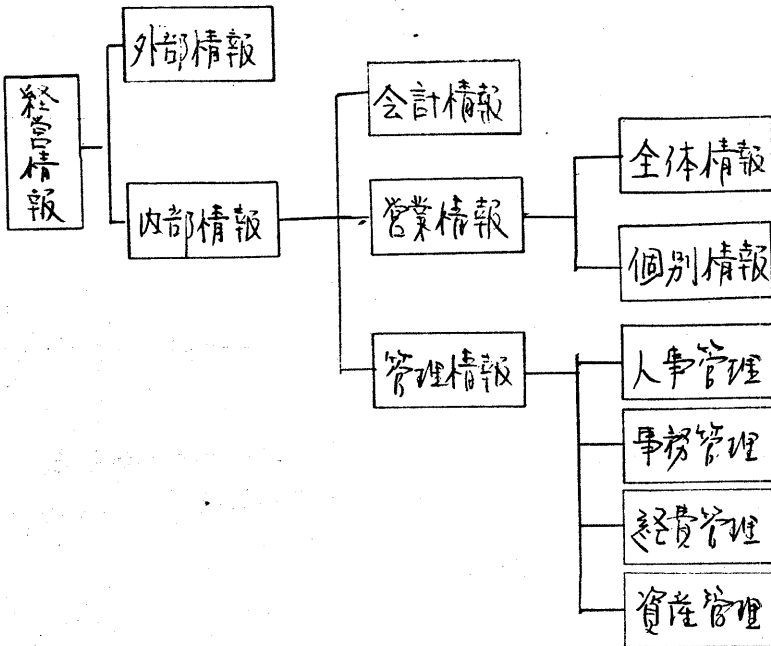 経営情報
外部情報
内部情報
会計情報
営業情報
管理情報
全体情報
個別情報
人事管理
事務管理
経費管理
資産管理